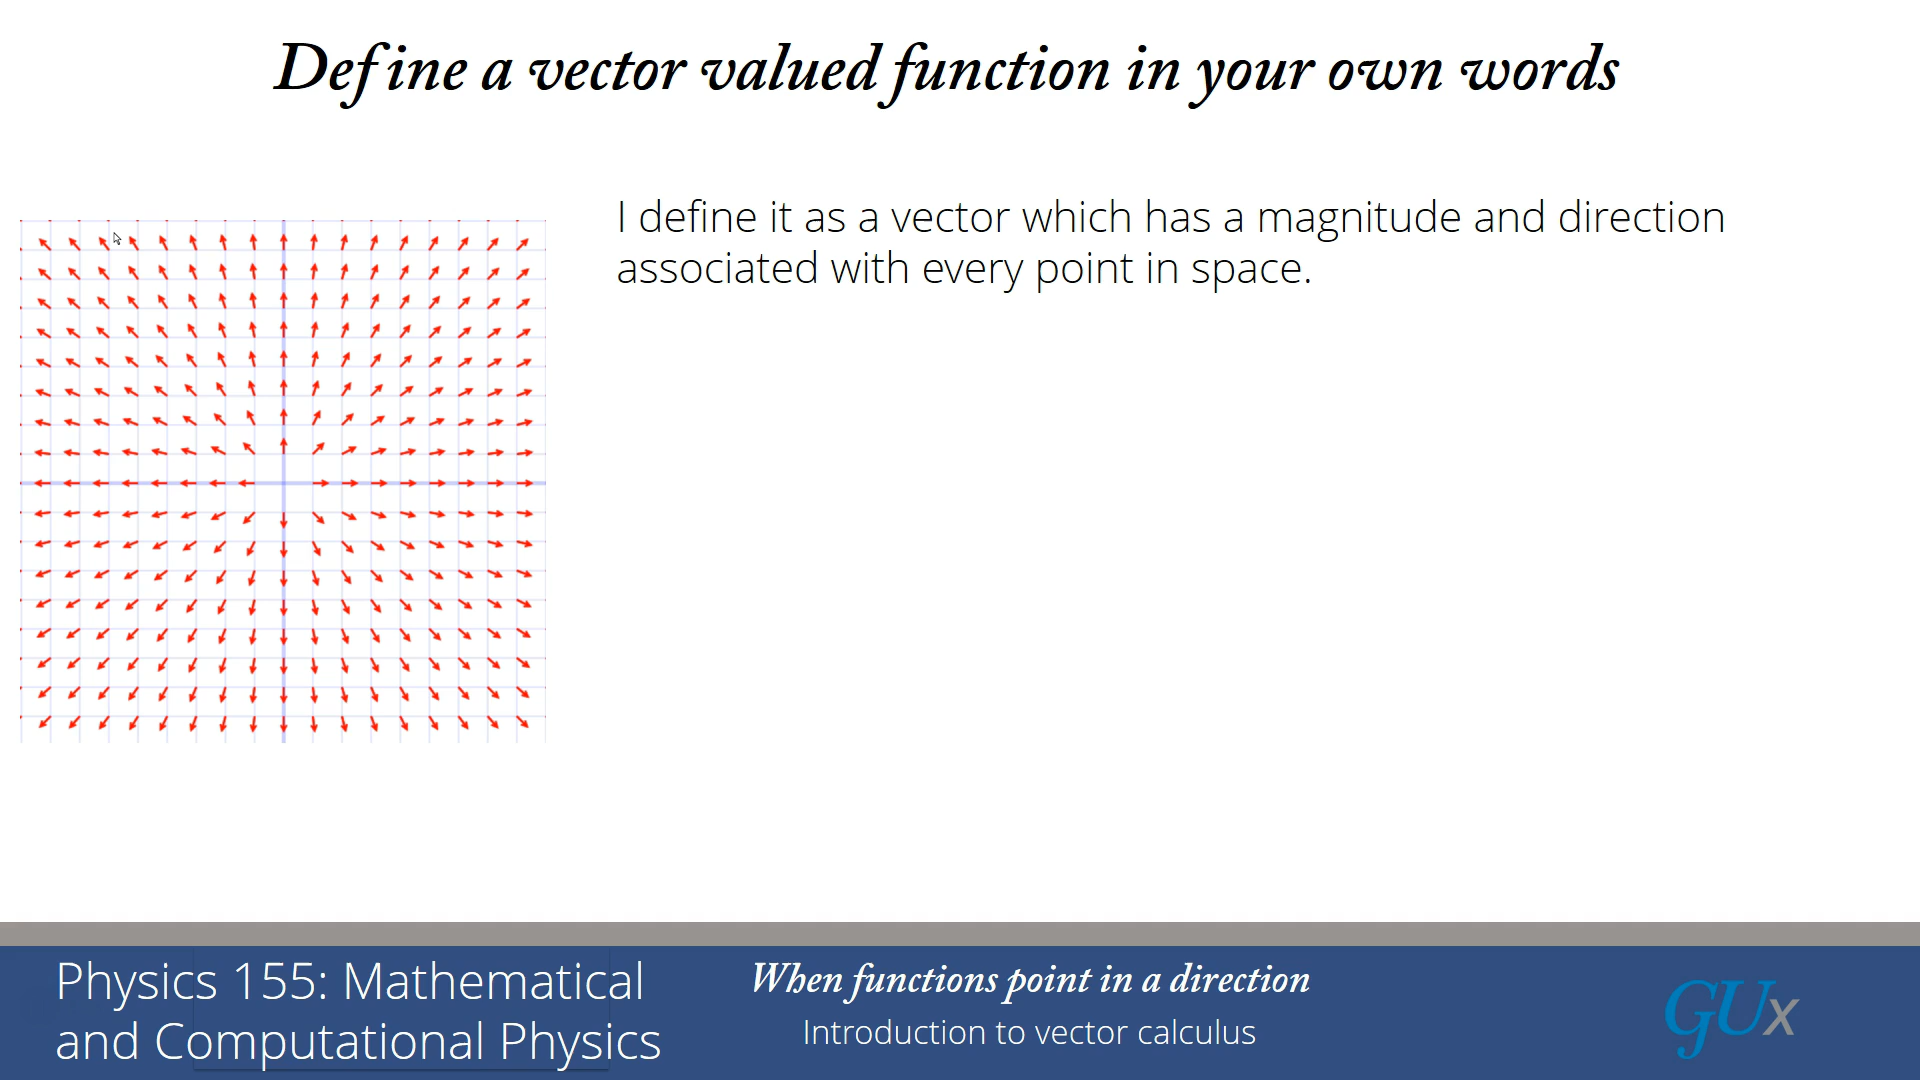 Define a vector valued function in your own words
I define it as a vector which has a magnitude and direction
associated with every point in space.
Physics 155: Mathematical
and Computational Physics
When functions point in a direction
Introduction to vector calculus
GUx